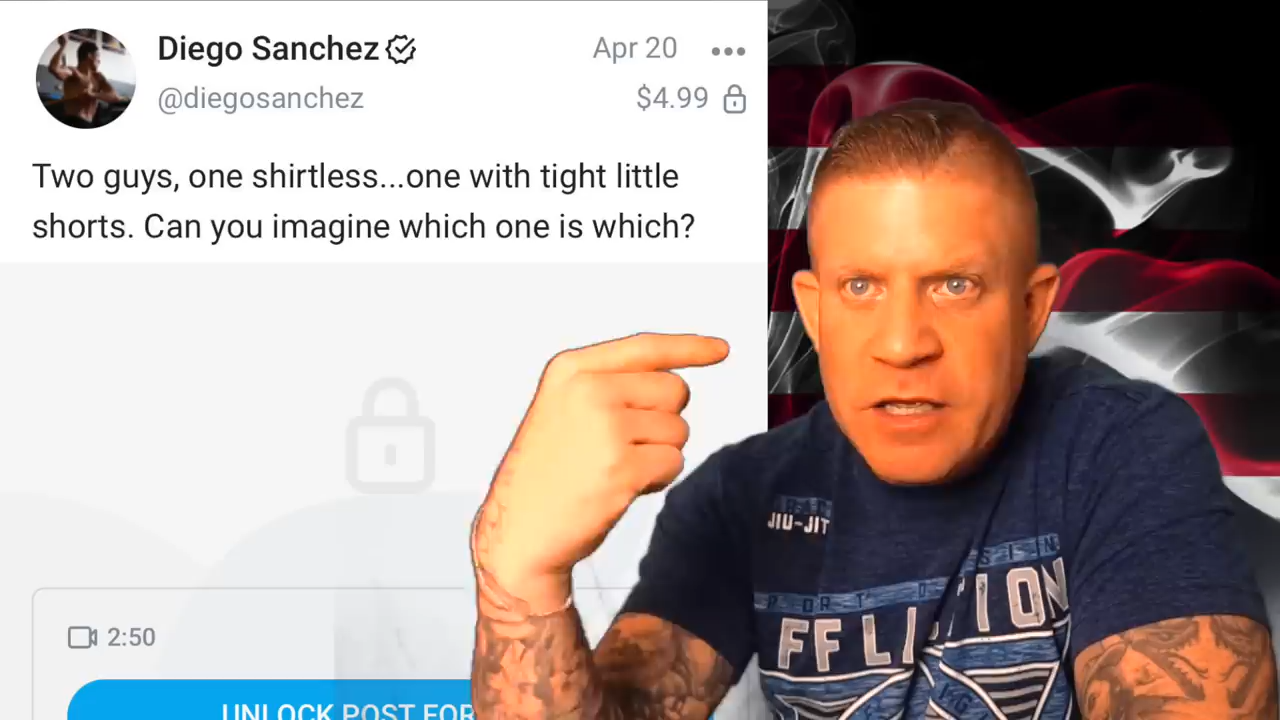 Diego Sanchez
Apr 20
@diegosanchez
$4.99
Two guys, one shirtless...one with tight little
shorts. Can you imagine which one is which?
JIU-JIT
FFLICTION
2:50
UNLOCK POST FOR